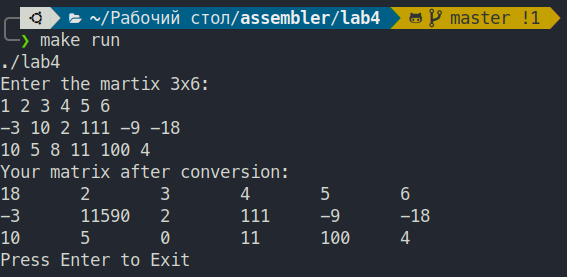 ~/Рабочий стол/assembler/lab4 master !1
❯ make run
./lab4
Enter the martix 3x6:
1 2 3 4 5 6
-3 10 2 111 -9 -18
10 5 8 11 100 4
Your matrix after conversion:
18 2 3 4 5 6
-3 11590 2 111 -9 -18
10 5 0 11 100 4
Press Enter to Exit